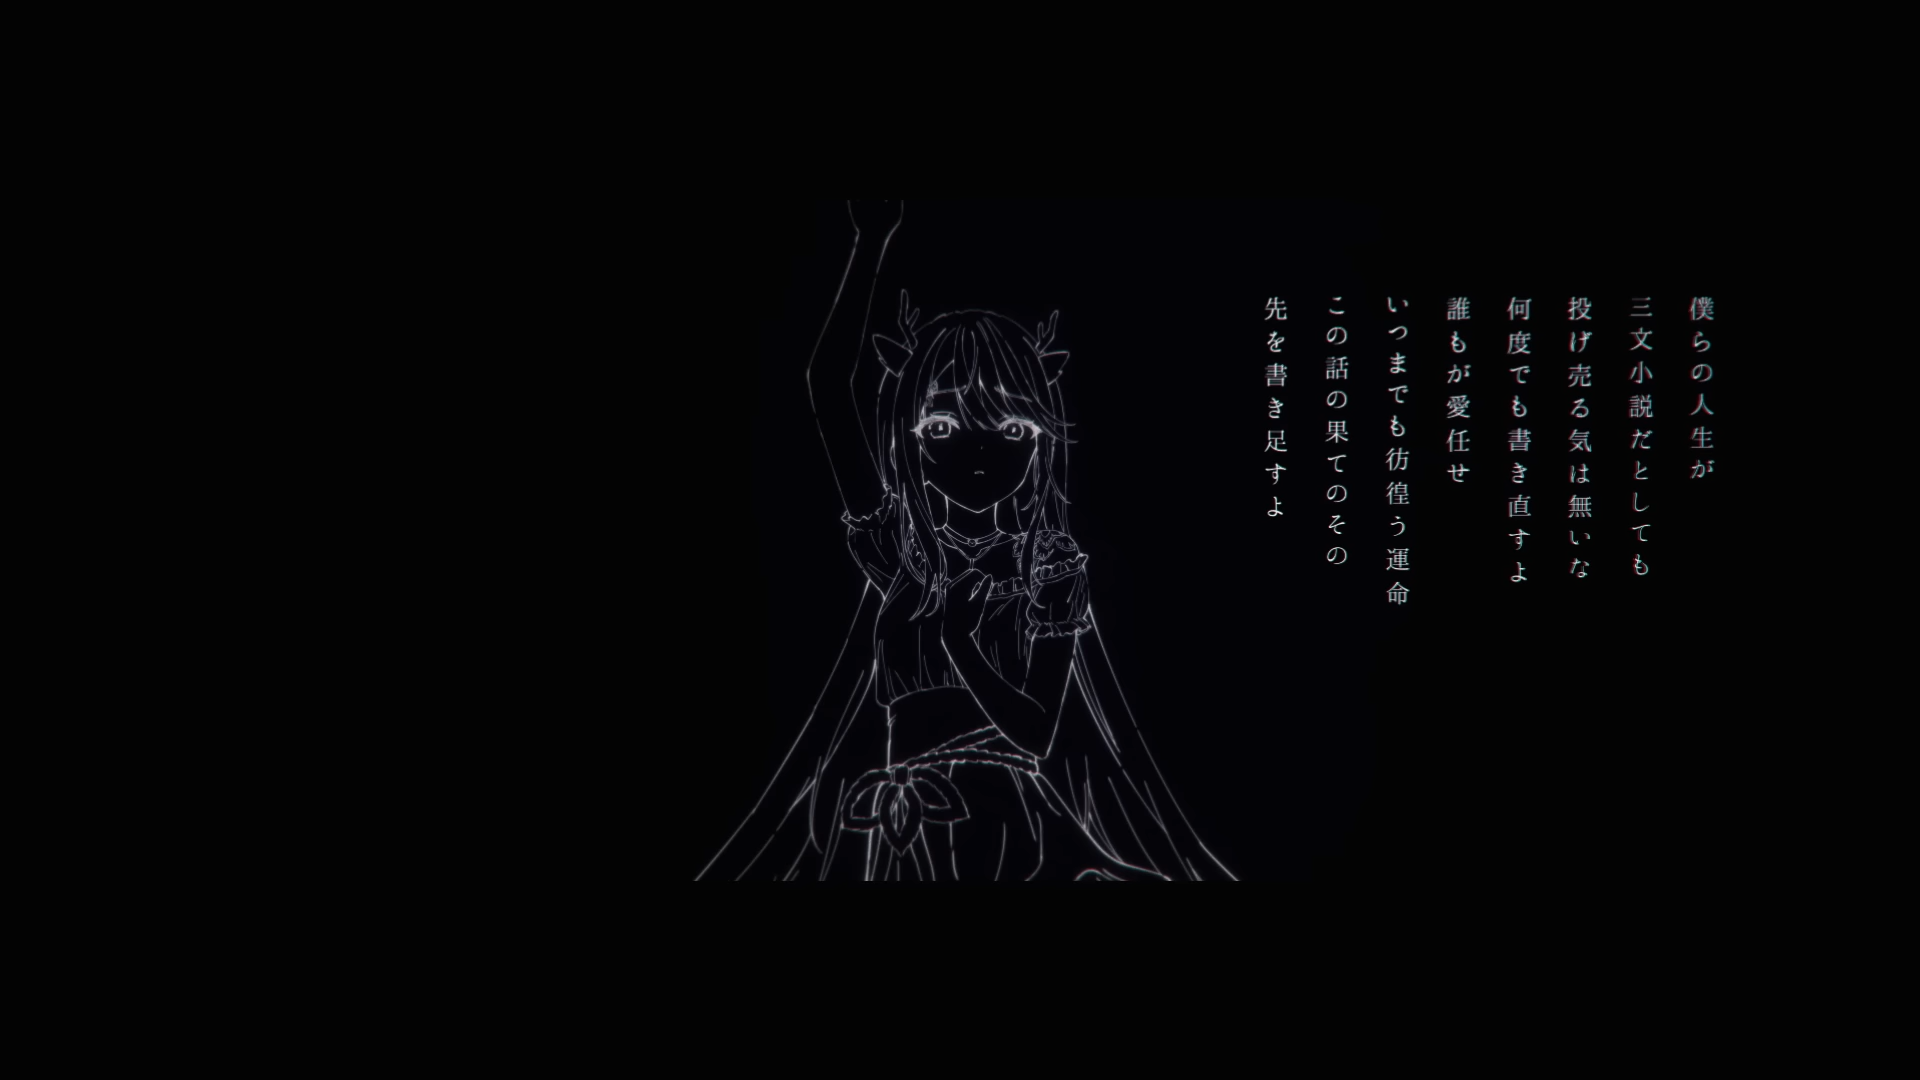 僕らの人生が
三文小説だとしても
投げ売る気は無いな
何度でも書き直すよ
誰もが愛任せ
いつまでも彷徨う運命
この話の果てのその
先を書き足すよ